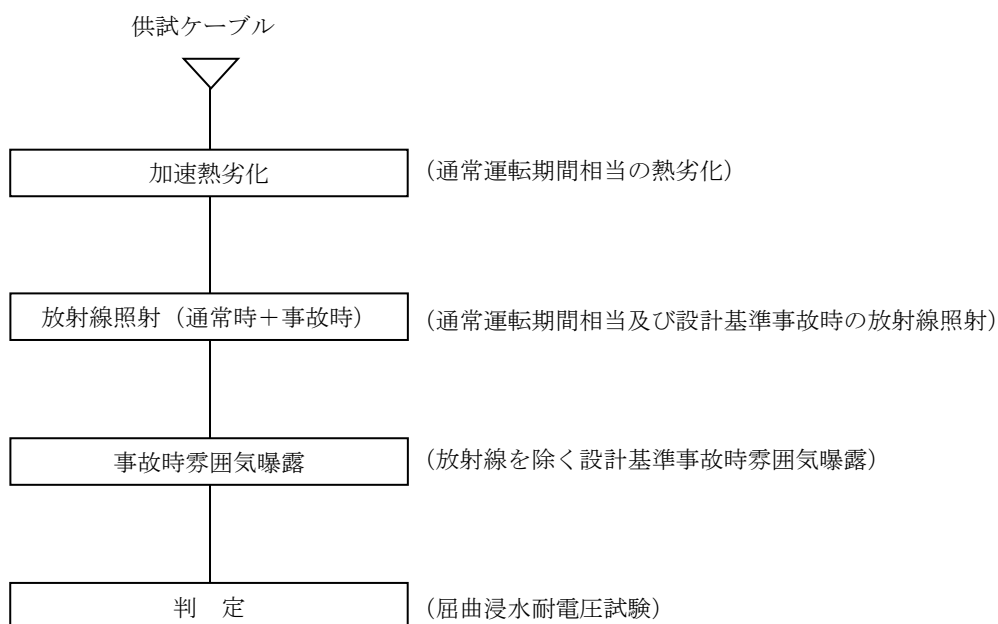 供試ケーブル
加速熱劣化
(通常運転期間相当の熱劣化)
放射線照射(通常時+事故時)
(通常運転期間相当及び設計基準事故時の放射線照射)
事故時雰囲気曝露
(放射線を除く設計基準事故時雰囲気曝露)
判 定
(屈曲浸水耐電圧試験)